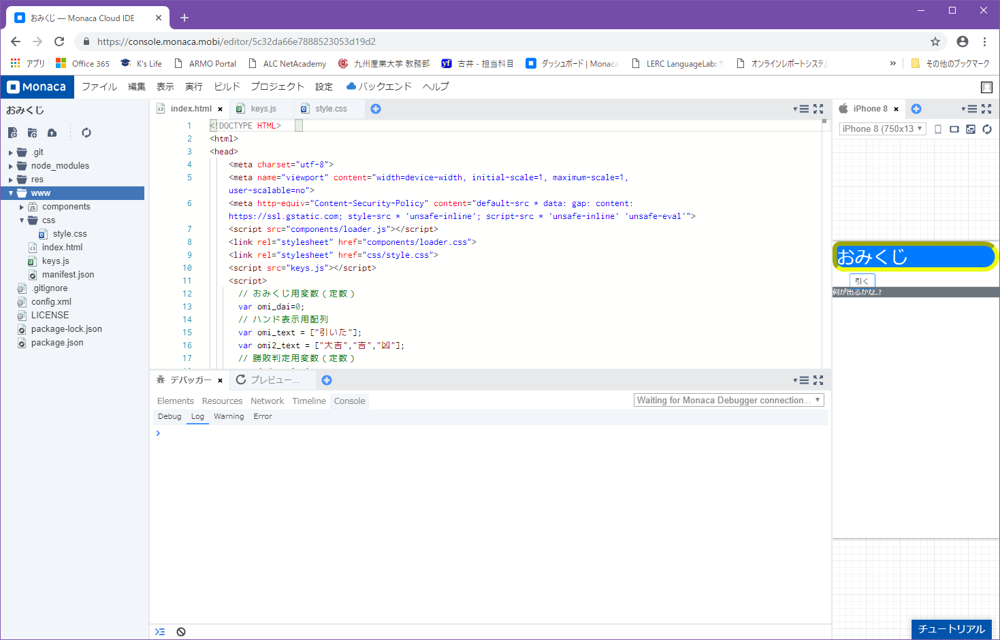 おみくじ — Monaca Cloud IDE
https://console.monaca.mobi/editor/5c32da66e7888523053d19d2
アプリ Office 365 K's Life ARMO Portal ALC NetAcademy 九州産業大学 教務部 古井 - 担当科目 ダッシュボード | Monaca LERC LanguageLab: オンラインレポートシステム » その他のブックマーク
Monaca ファイル 編集 表示 実行 ビルド プロジェクト 設定 バックエンド ヘルプ
おみくじ
.git
node_modules
res
www
components
css
style.css
index.html
keys.js
manifest.json
.gitignore
config.xml
LICENSE
package-lock.json
package.json
index.html × keys.js style.css
1 <!DOCTYPE HTML>
2 <html>
3 <head>
4 <meta charset="utf-8">
5 <meta name="viewport" content="width=device-width, initial-scale=1, maximum-scale=1,
user-scalable=no">
6 <meta http-equiv="Content-Security-Policy" content="default-src * data: gap: content:
https://ssl.gstatic.com; style-src * 'unsafe-inline'; script-src * 'unsafe-inline' 'unsafe-eval'">
7 <script src="components/loader.js"></script>
8 <link rel="stylesheet" href="components/loader.css">
9 <link rel="stylesheet" href="css/style.css">
10 <script src="keys.js"></script>
11 <script>
12 // おみくじ用変数(定数)
13 var omi_dai=0;
14 // ハンド表示用配列
15 var omi_text = ["引いた"];
16 var omi2_text = ["大吉","吉","凶"];
17 // 勝敗判定用変数(定数)
デバッガー × プレビュー...
Elements Resources Network Timeline Console
Waiting for Monaca Debugger connection...
Debug Log Warning Error
iPhone 8 ×
iPhone 8 (750x13
おみくじ
引く
何が出るかな..?
チュートリアル